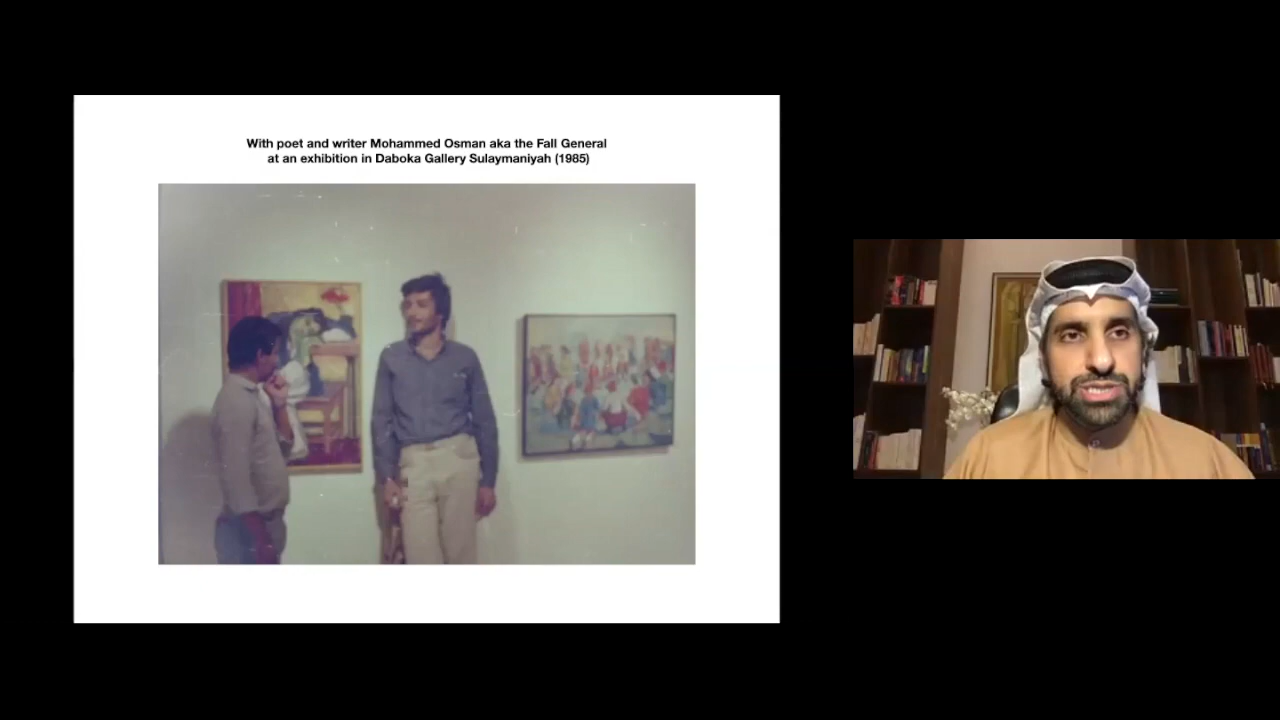 With poet and writer Mohammed Osman aka the Fall General
at an exhibition in Daboka Gallery Sulaymaniyah (1985)